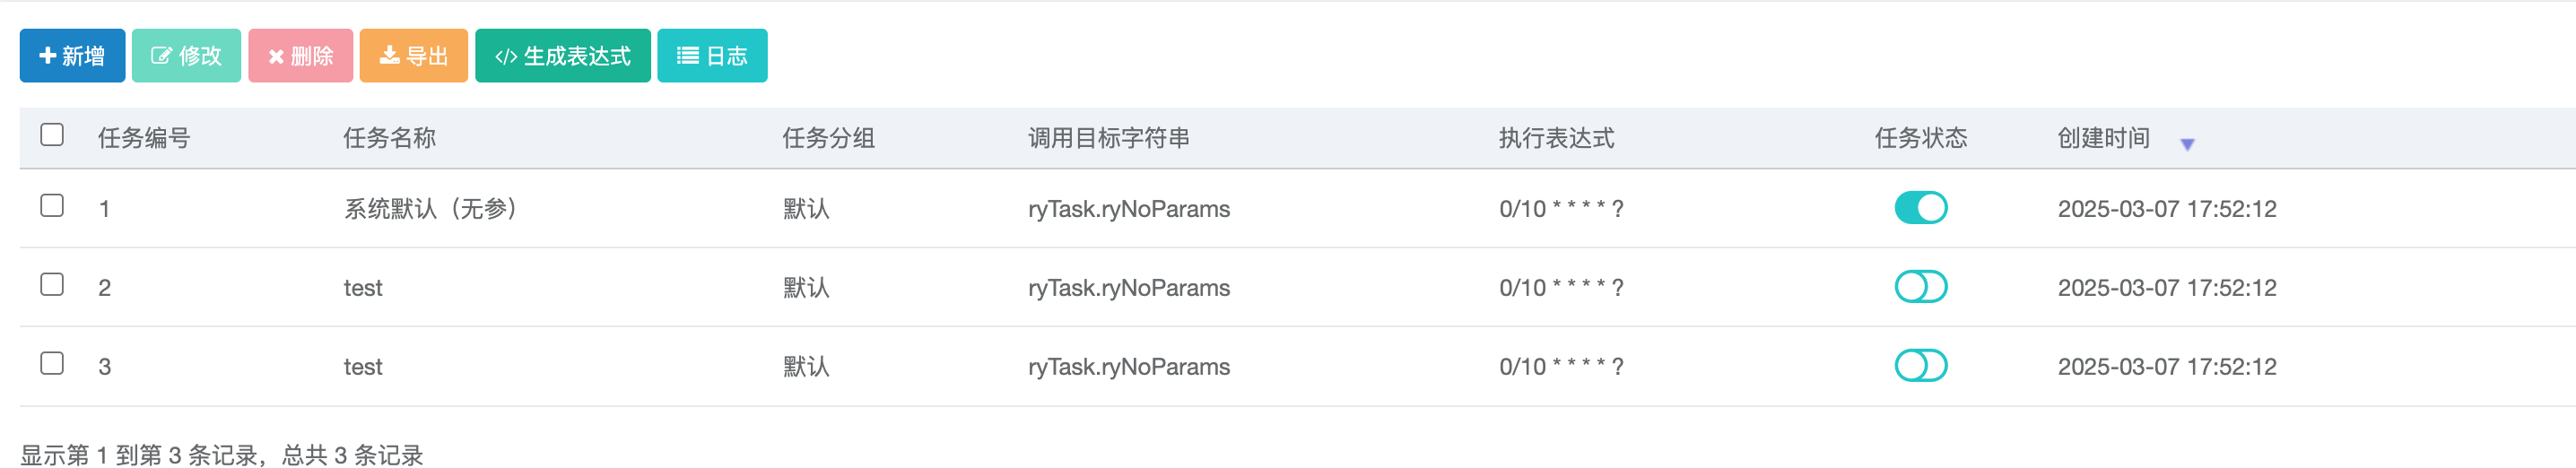 新增 修改 删除 导出 生成表达式 日志
任务编号 任务名称 任务分组 调用目标字符串 执行表达式 任务状态 创建时间
1 系统默认（无参） 默认 ryTask.ryNoParams 0/10 * * * * ? 2025-03-07 17:52:12
2 test 默认 ryTask.ryNoParams 0/10 * * * * ? 2025-03-07 17:52:12
3 test 默认 ryTask.ryNoParams 0/10 * * * * ? 2025-03-07 17:52:12
显示第 1 到第 3 条记录，总共 3 条记录